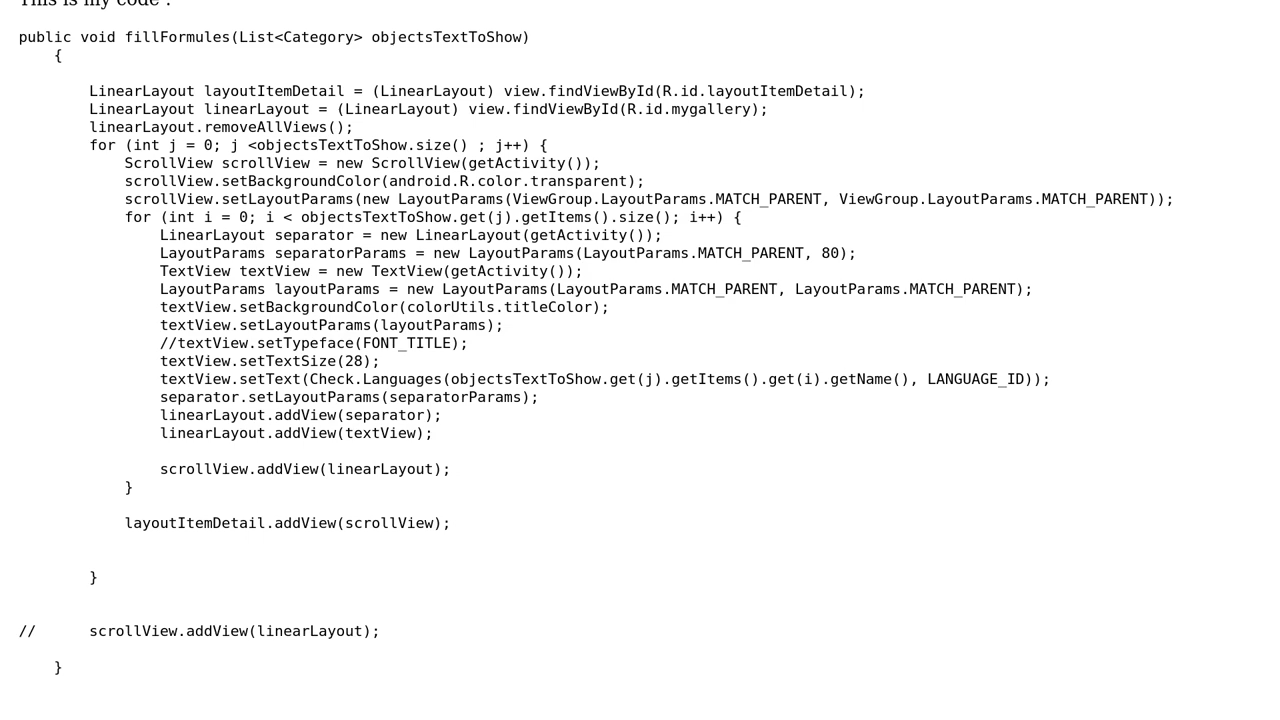 This is my code :
public void fillFormules(List<Category> objectsTextToShow)
    {
        LinearLayout layoutItemDetail = (LinearLayout) view.findViewById(R.id.layoutItemDetail);
        LinearLayout linearLayout = (LinearLayout) view.findViewById(R.id.mygallery);
        linearLayout.removeAllViews();
        for (int j = 0; j <objectsTextToShow.size() ; j++) {
            ScrollView scrollView = new ScrollView(getActivity());
            scrollView.setBackgroundColor(android.R.color.transparent);
            scrollView.setLayoutParams(new LayoutParams(ViewGroup.LayoutParams.MATCH_PARENT, ViewGroup.LayoutParams.MATCH_PARENT));
            for (int i = 0; i < objectsTextToShow.get(j).getItems().size(); i++) {
                LinearLayout separator = new LinearLayout(getActivity());
                LayoutParams separatorParams = new LayoutParams(LayoutParams.MATCH_PARENT, 80);
                TextView textView = new TextView(getActivity());
                LayoutParams layoutParams = new LayoutParams(LayoutParams.MATCH_PARENT, LayoutParams.MATCH_PARENT);
                textView.setBackgroundColor(colorUtils.titleColor);
                textView.setLayoutParams(layoutParams);
                //textView.setTypeface(FONT_TITLE);
                textView.setTextSize(28);
                textView.setText(Check.Languages(objectsTextToShow.get(j).getItems().get(i).getName(), LANGUAGE_ID));
                separator.setLayoutParams(separatorParams);
                linearLayout.addView(separator);
                linearLayout.addView(textView);
                scrollView.addView(linearLayout);
            }
            layoutItemDetail.addView(scrollView);
        }
//      scrollView.addView(linearLayout);
    }